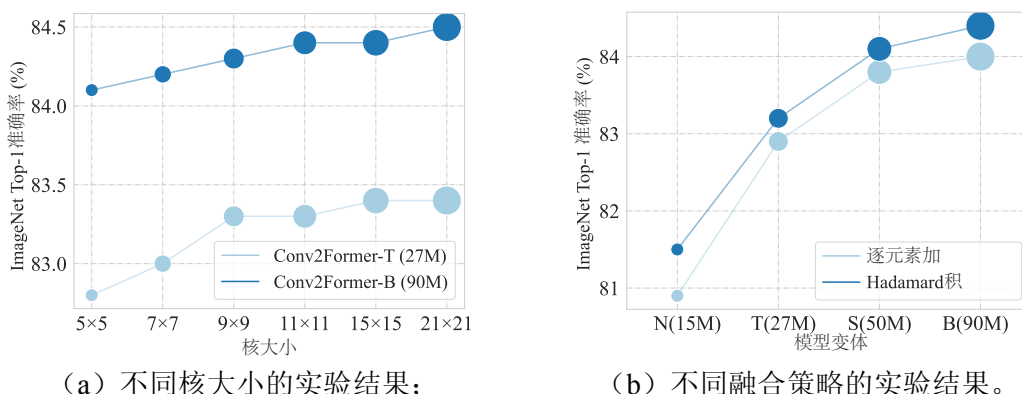 ImageNet Top-1准确率 (%)
84.5
84.0
83.5
83.0
Conv2Former-T (27M)
Conv2Former-B (90M)
5×5 7×7 9×9 11×11 15×15 21×21
核大小
（a）不同核大小的实验结果；
ImageNet Top-1 准确率 (%)
84
83
82
81
逐元素加
Hadamard积
N(15M) T(27M) S(50M) B(90M)
模型变体
（b）不同融合策略的实验结果。